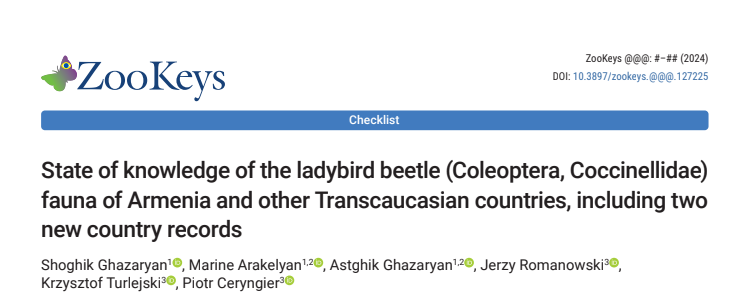 ZooKeys
ZooKeys @@@: #–## (2024)
DOI: 10.3897/zookeys.@@@.127225
Checklist
State of knowledge of the ladybird beetle (Coleoptera, Coccinellidae)
fauna of Armenia and other Transcaucasian countries, including two
new country records
Shoghik Ghazaryan¹, Marine Arakelyan¹,², Astghik Ghazaryan¹,², Jerzy Romanowski³,
Krzysztof Turlejski³, Piotr Ceryngier³